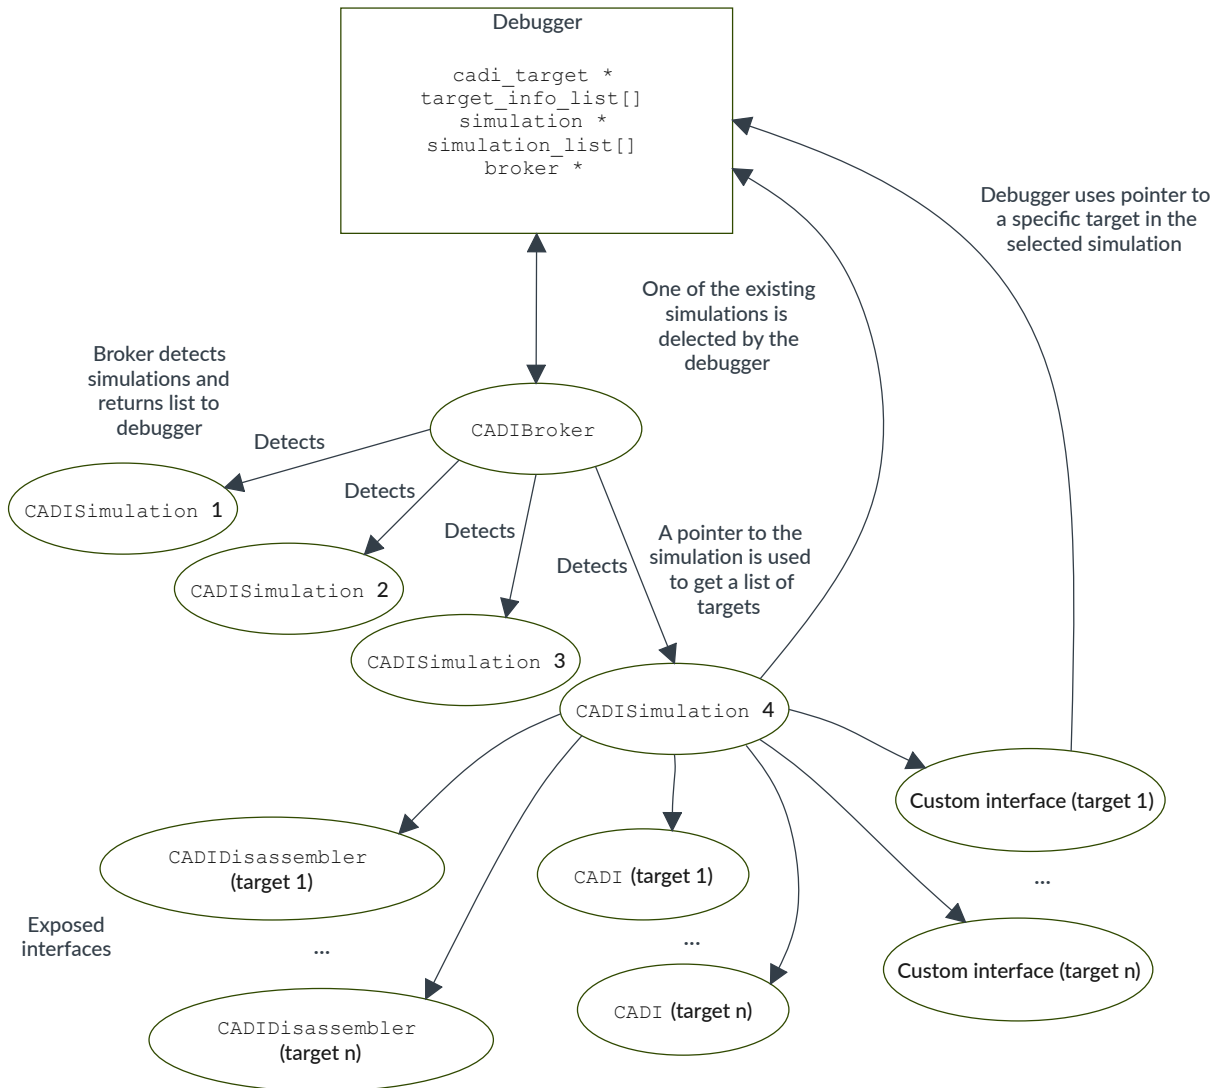 Debugger
cadi_target *
target_info_list[]
simulation *
simulation_list[]
broker *
Debugger uses pointer to
a specific target in the
selected simulation
One of the existing
simulations is
delected by the
debugger
Broker detects
simulations and
returns list to
debugger
Detects
CADIBroker
CADISimulation 1
Detects
CADISimulation 2
Detects
CADISimulation 3
Detects
A pointer to the
simulation is used
to get a list of
targets
CADISimulation 4
Custom interface (target 1)
CADIDisassembler
(target 1)
CADI (target 1)
...
Exposed
interfaces
...
...
Custom interface (target n)
CADI (target n)
CADIDisassembler
(target n)